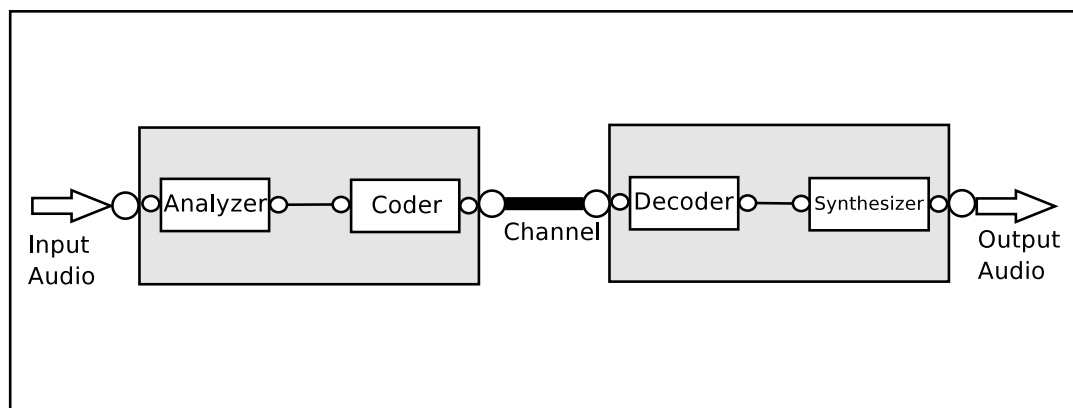 Input
Audio
Analyzer
Coder
Channel
Decoder
Synthesizer
Output
Audio